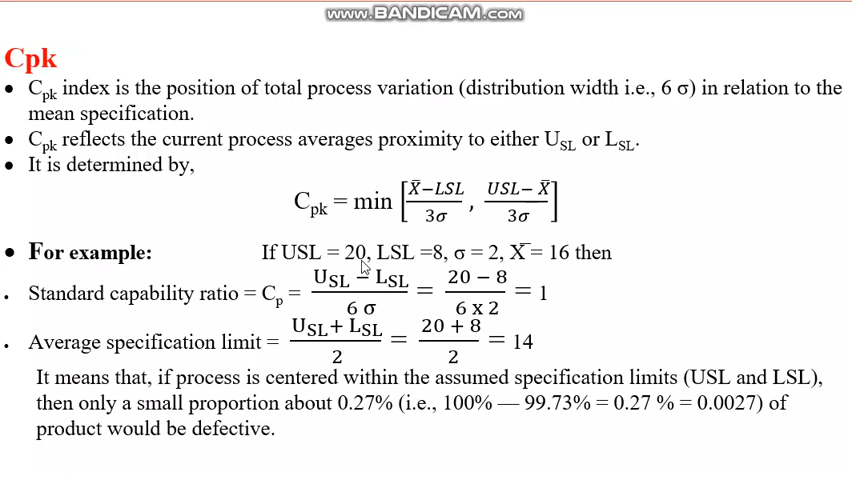 www.BANDICAM.com
Cpk
• Cpk index is the position of total process variation (distribution width i.e., 6 σ) in relation to the
mean specification.
• Cpk reflects the current process averages proximity to either USL or LSL.
• It is determined by,
Cpk = min [ (X̄−LSL)/3σ , (USL− X̄)/3σ ]
• For example: If USL = 20, LSL =8, σ = 2, X̅ = 16 then
. Standard capability ratio = Cp = (USL − LSL)/(6 σ) = (20 − 8)/(6 x 2) = 1
. Average specification limit = (USL+ LSL)/2 = (20 + 8)/2 = 14
It means that, if process is centered within the assumed specification limits (USL and LSL),
then only a small proportion about 0.27% (i.e., 100% — 99.73% = 0.27 % = 0.0027) of
product would be defective.